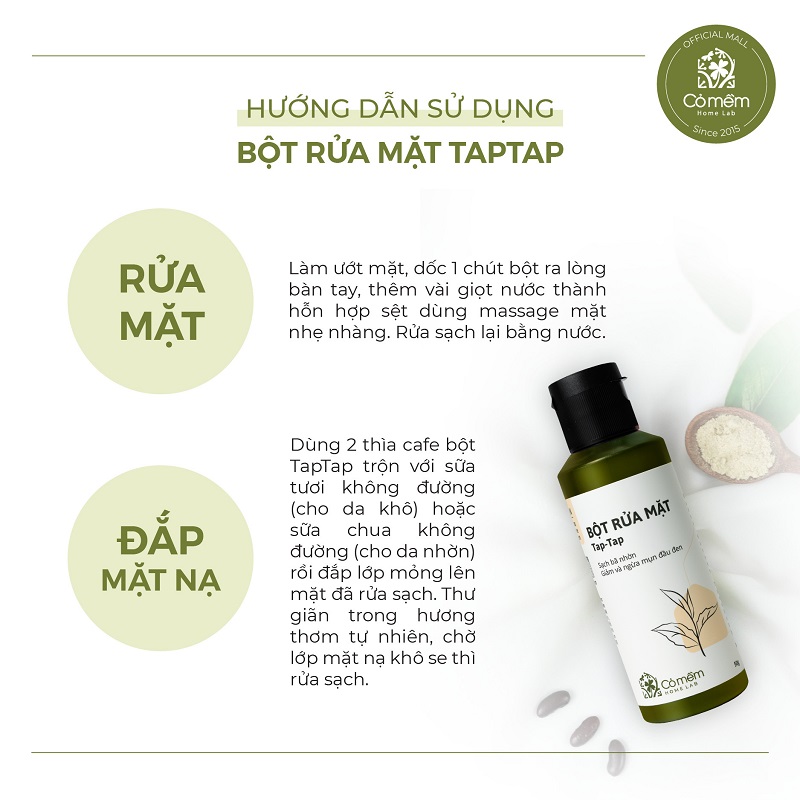 OFFICIAL MALL
Cỏ mềm
Home Lab
Since 2015
HƯỚNG DẪN SỬ DỤNG
BỘT RỬA MẶT TAPTAP
RỬA
MẶT
Làm ướt mặt, dốc 1 chút bột ra lòng
bàn tay, thêm vài giọt nước thành
hỗn hợp sệt dùng massage mặt
nhẹ nhàng. Rửa sạch lại bằng nước.
ĐẮP
MẶT NẠ
Dùng 2 thìa cafe bột
TapTap trộn với sữa
tươi không đường
(cho da khô) hoặc
sữa chua không
đường (cho da nhờn)
rồi đắp lớp mỏng lên
mặt đã rửa sạch. Thư
giãn trong hương
thơm tự nhiên, chờ
lớp mặt nạ khô se thì
rửa sạch.
BỘT RỬA MẶT
Tap-Tap
Sạch bã nhờn
Giảm và ngừa mụn đầu đen
Cỏ mềm
HOME LAB